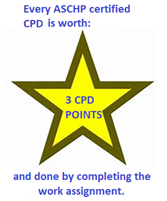 Every ASCHP certified
CPD is worth:
3 CPD
POINTS
and done by completing the
work assignment.